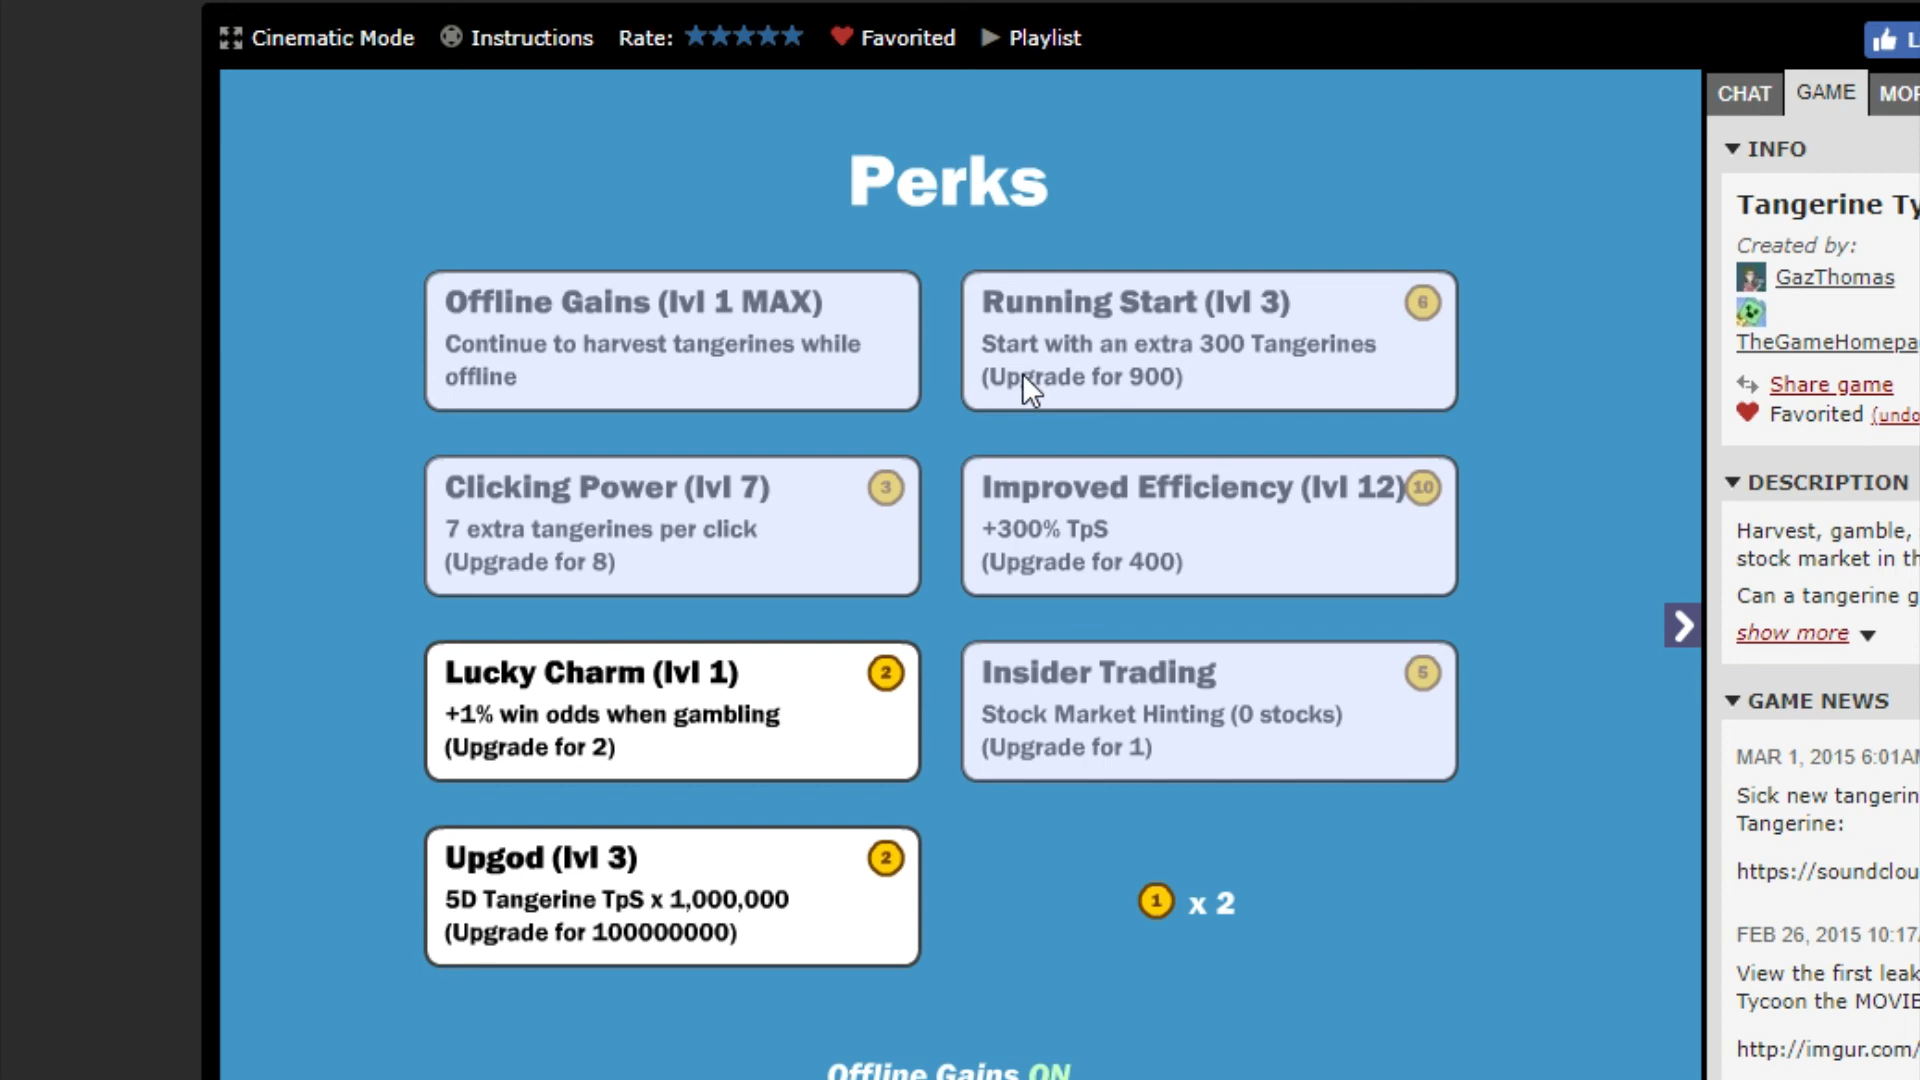 Cinematic Mode Instructions Rate: Favorited Playlist
CHAT GAME
Perks
Offline Gains (lvl 1 MAX)
Continue to harvest tangerines while
offline
Running Start (lvl 3) 6
Start with an extra 300 Tangerines
(Upgrade for 900)
Clicking Power (lvl 7) 3
7 extra tangerines per click
(Upgrade for 8)
Improved Efficiency (lvl 12) 10
+300% TpS
(Upgrade for 400)
Lucky Charm (lvl 1) 2
+1% win odds when gambling
(Upgrade for 2)
Insider Trading 5
Stock Market Hinting (0 stocks)
(Upgrade for 1)
Upgod (lvl 3) 2
5D Tangerine TpS x 1,000,000
(Upgrade for 100000000)
1 x 2
Offline Gains ON
INFO
Tangerine Ty
Created by:
GazThomas
TheGameHomepa
Share game
Favorited (undo
DESCRIPTION
Harvest, gamble,
stock market in th
Can a tangerine g
show more
GAME NEWS
MAR 1, 2015 6:01AM
Sick new tangerin
Tangerine:
https://soundclou
FEB 26, 2015 10:17
View the first leak
Tycoon the MOVIE
http://imgur.com/